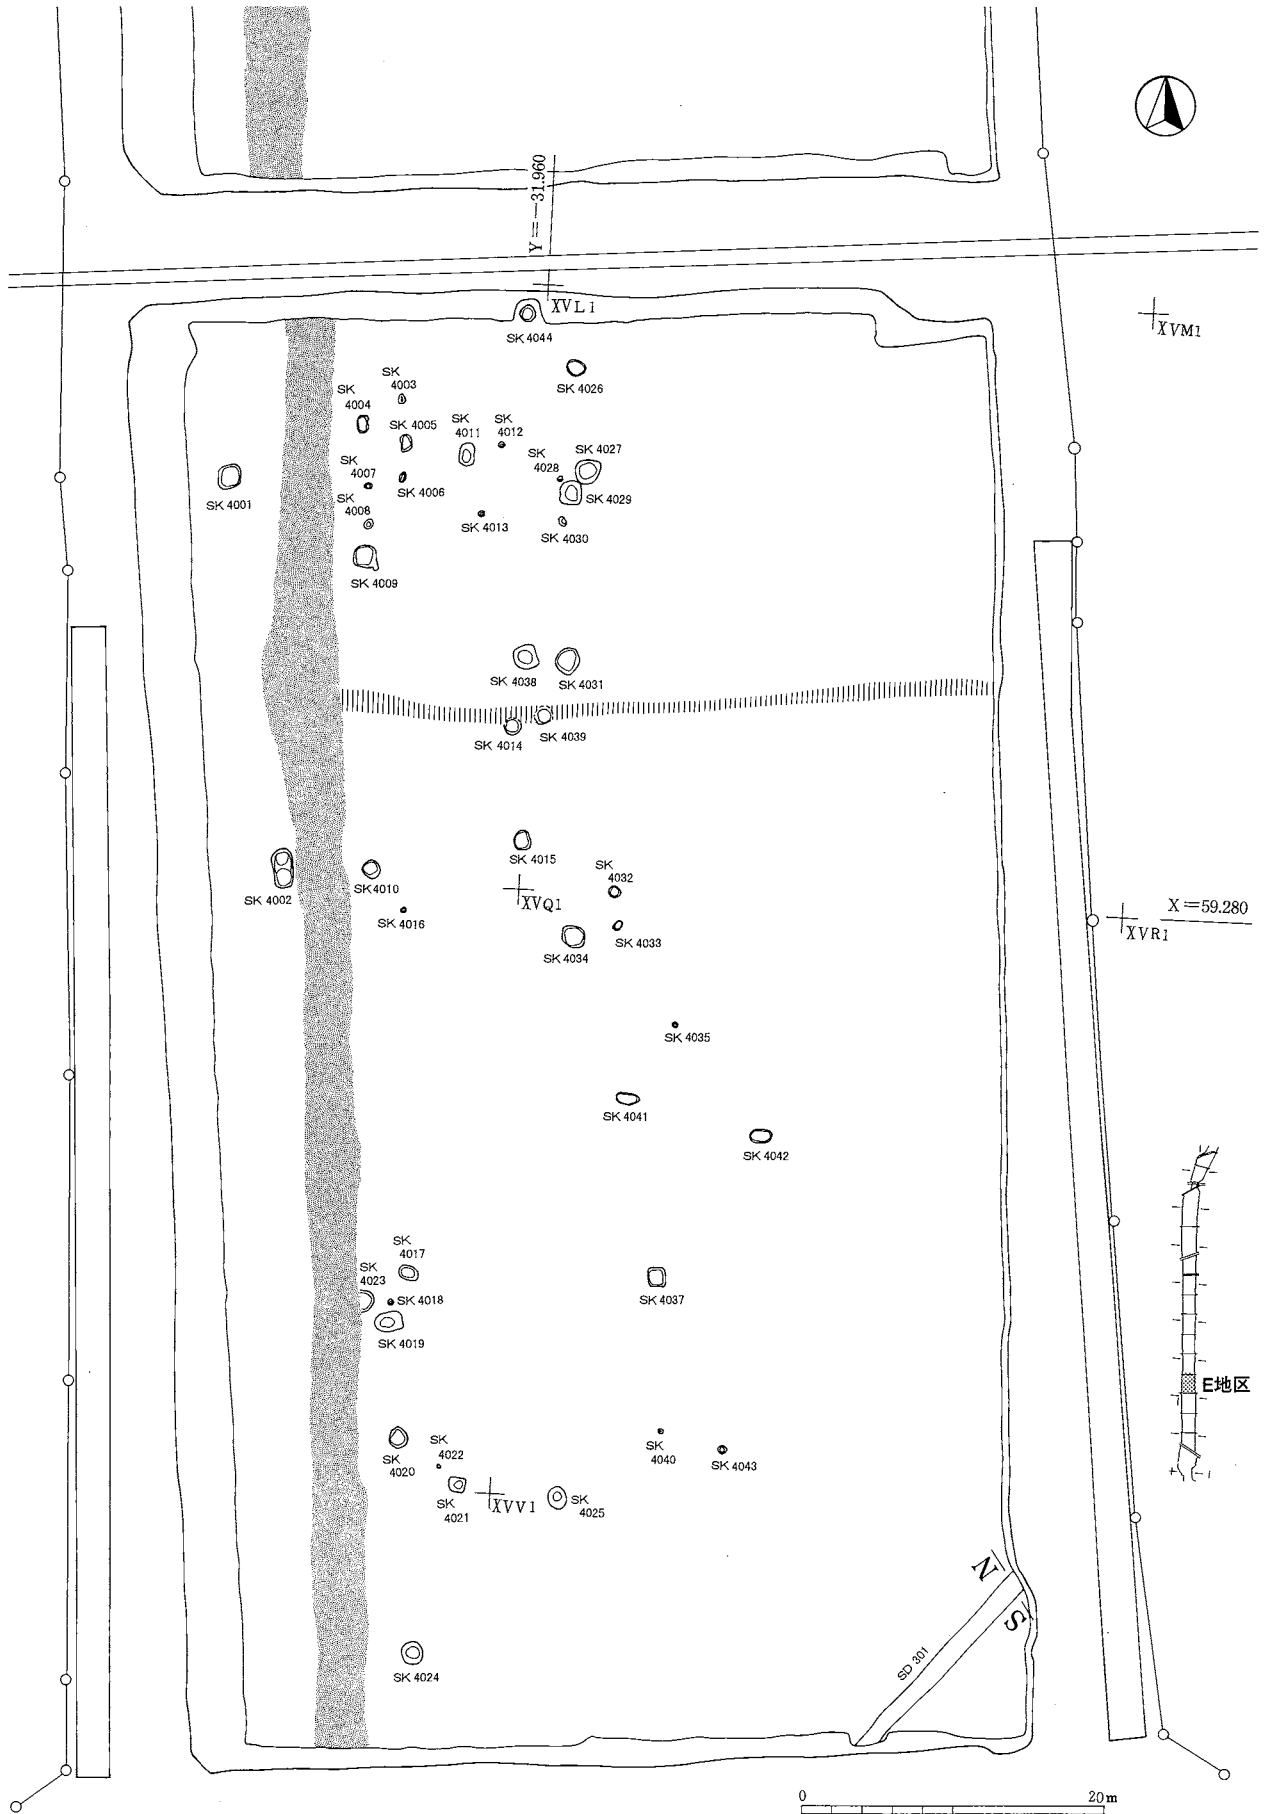 Y=-31.960
XVL1
XVM1
SK 4044
SK 4026
SK
4003
SK
4004
SK 4005
SK
4011
SK
4012
SK 4027
SK
4028
SK
4007
SK 4006
SK 4029
SK 4001
SK
4008
SK 4013
SK
4030
SK 4009
SK 4038
SK 4031
SK 4014
SK 4039
SK 4015
SK
4032
SK 4002
SK4010
XVQ1
X=59.280
XVR1
SK 4016
SK 4033
SK 4034
SK 4035
SK 4041
SK 4042
SK
4017
SK
4023
SK 4018
SK 4037
SK 4019
E地区
SK
4020
SK
4022
SK
4040
SK 4043
SK
4021
XVV1
SK
4025
N
S
SD 301
SK 4024
0 20m